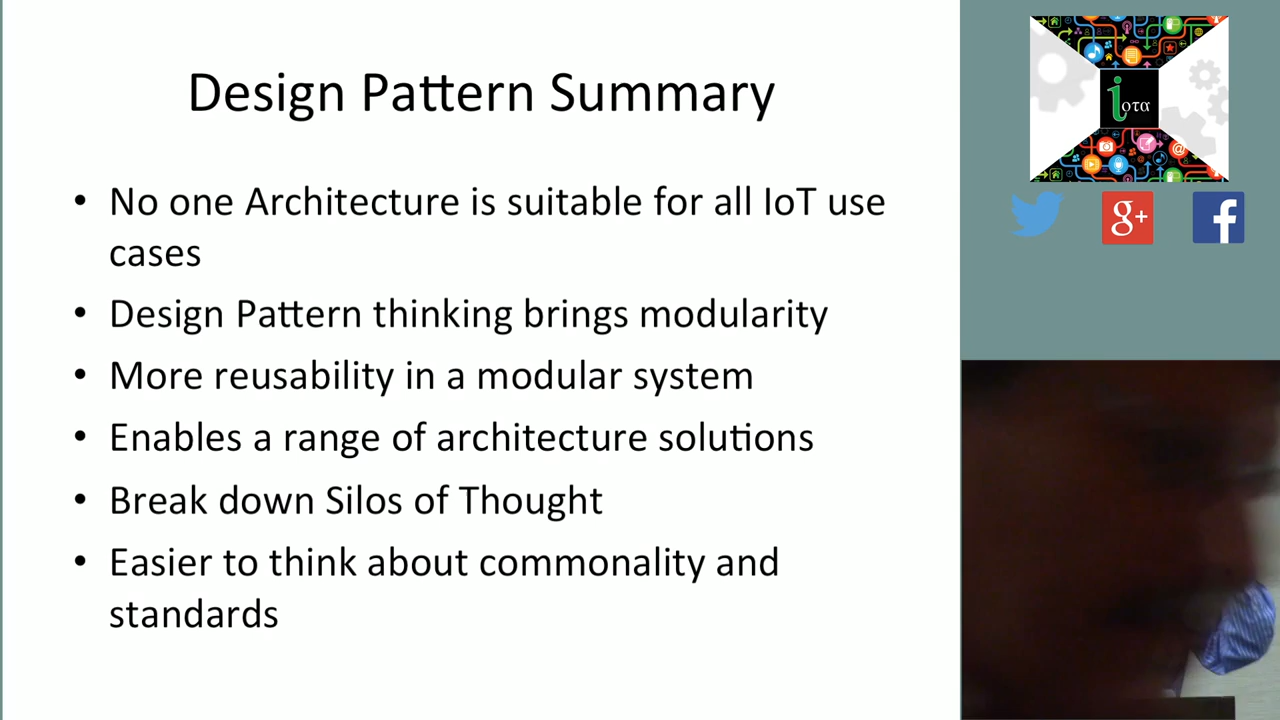 Design Pattern Summary
• No one Architecture is suitable for all IoT use
cases
• Design Pattern thinking brings modularity
• More reusability in a modular system
• Enables a range of architecture solutions
• Break down Silos of Thought
• Easier to think about commonality and
standards
iοτα
g+
f